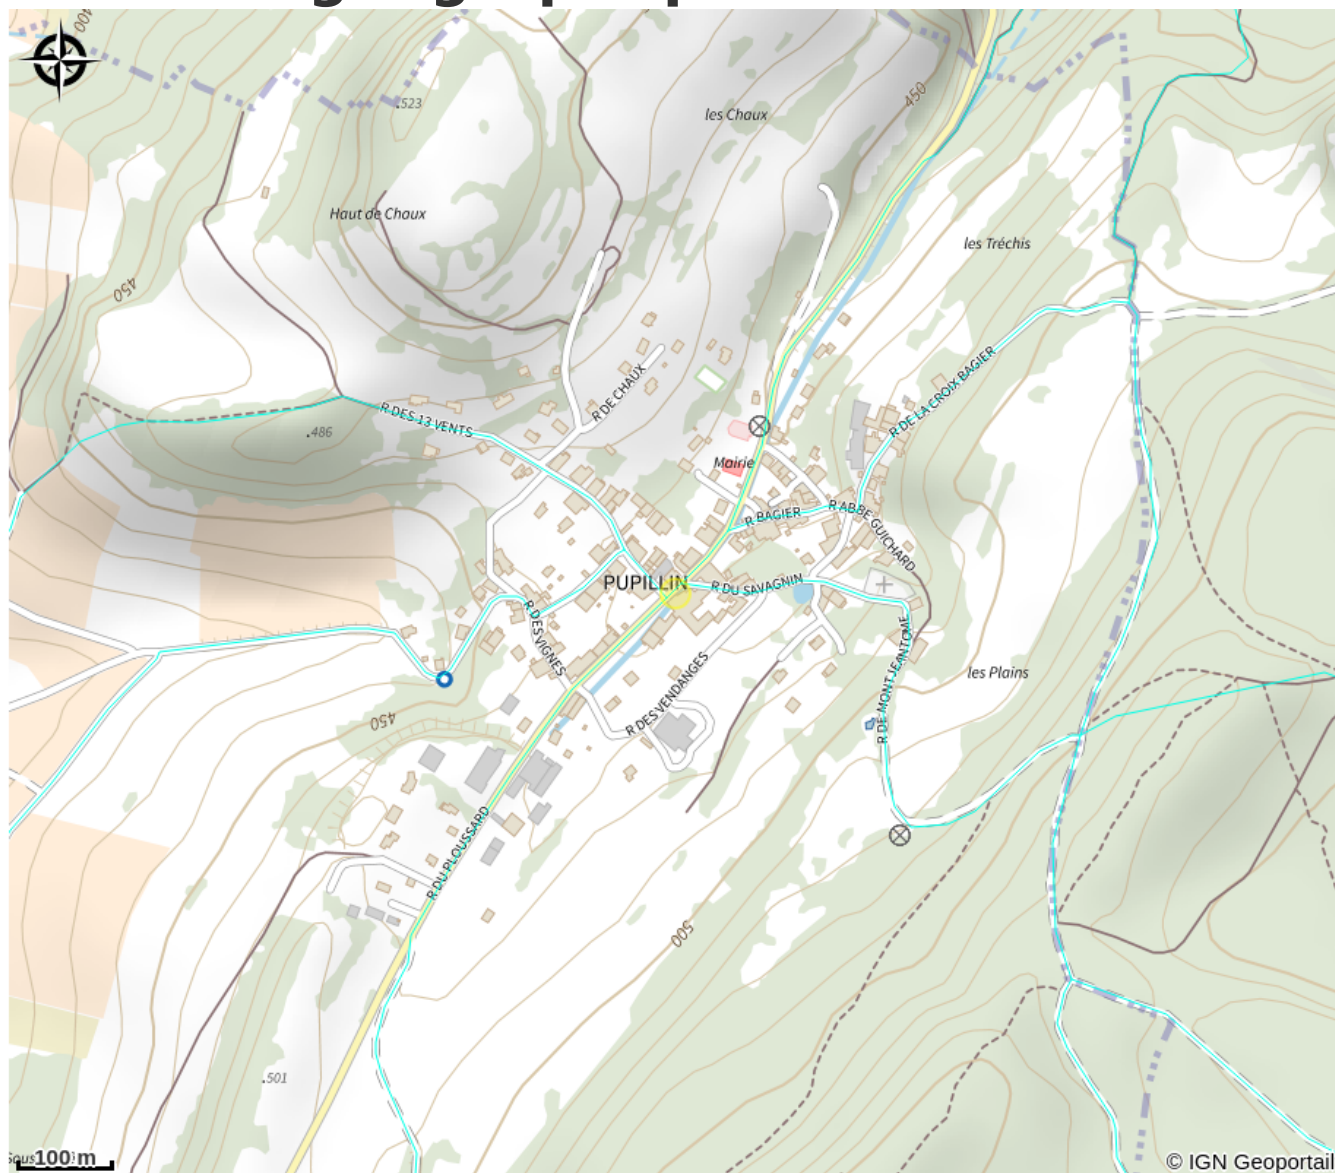 400
.523
les Chaux
450
Haut de Chaux
les Tréchis
450
R DE CHAUX
R DE LA CROIX BAGIER
R DES 13 VENTS
.486
Mairie
R BAGIER
R ABBE GUICHARD
PUPILLIN
R DU SAVAGNIN
R DES VIGNES
R DE MONT JEANTOME
les Plains
R DES VENDANGES
450
R DU PLOUSSARD
500
.501
100 m
© IGN Geoportail